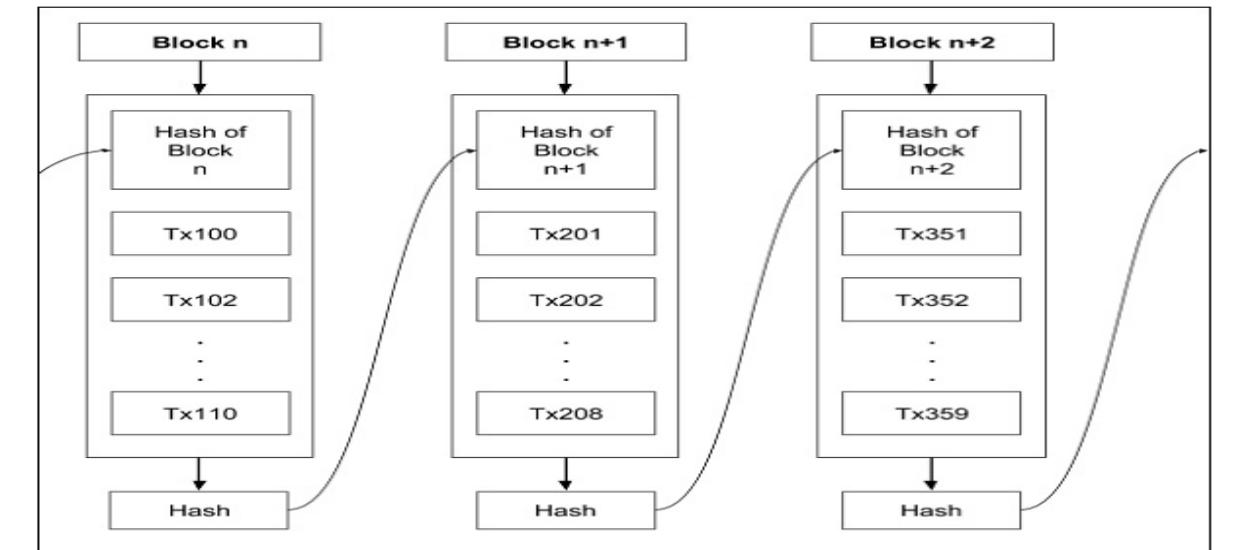 Block n
Block n+1
Block n+2
Hash of
Block
n
Hash of
Block
n+1
Hash of
Block
n+2
Tx100
Tx201
Tx351
Tx102
Tx202
Tx352
.
.
.
.
.
.
.
.
.
Tx110
Tx208
Tx359
Hash
Hash
Hash